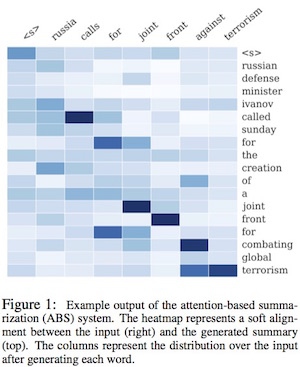 <s> russia calls for joint front against terrorism
<s>
russian
defense
minister
ivanov
called
sunday
for
the
creation
of
a
joint
front
for
combating
global
terrorism
Figure 1: Example output of the attention-based summa-
rization (ABS) system. The heatmap represents a soft align-
ment between the input (right) and the generated summary
(top). The columns represent the distribution over the input
after generating each word.